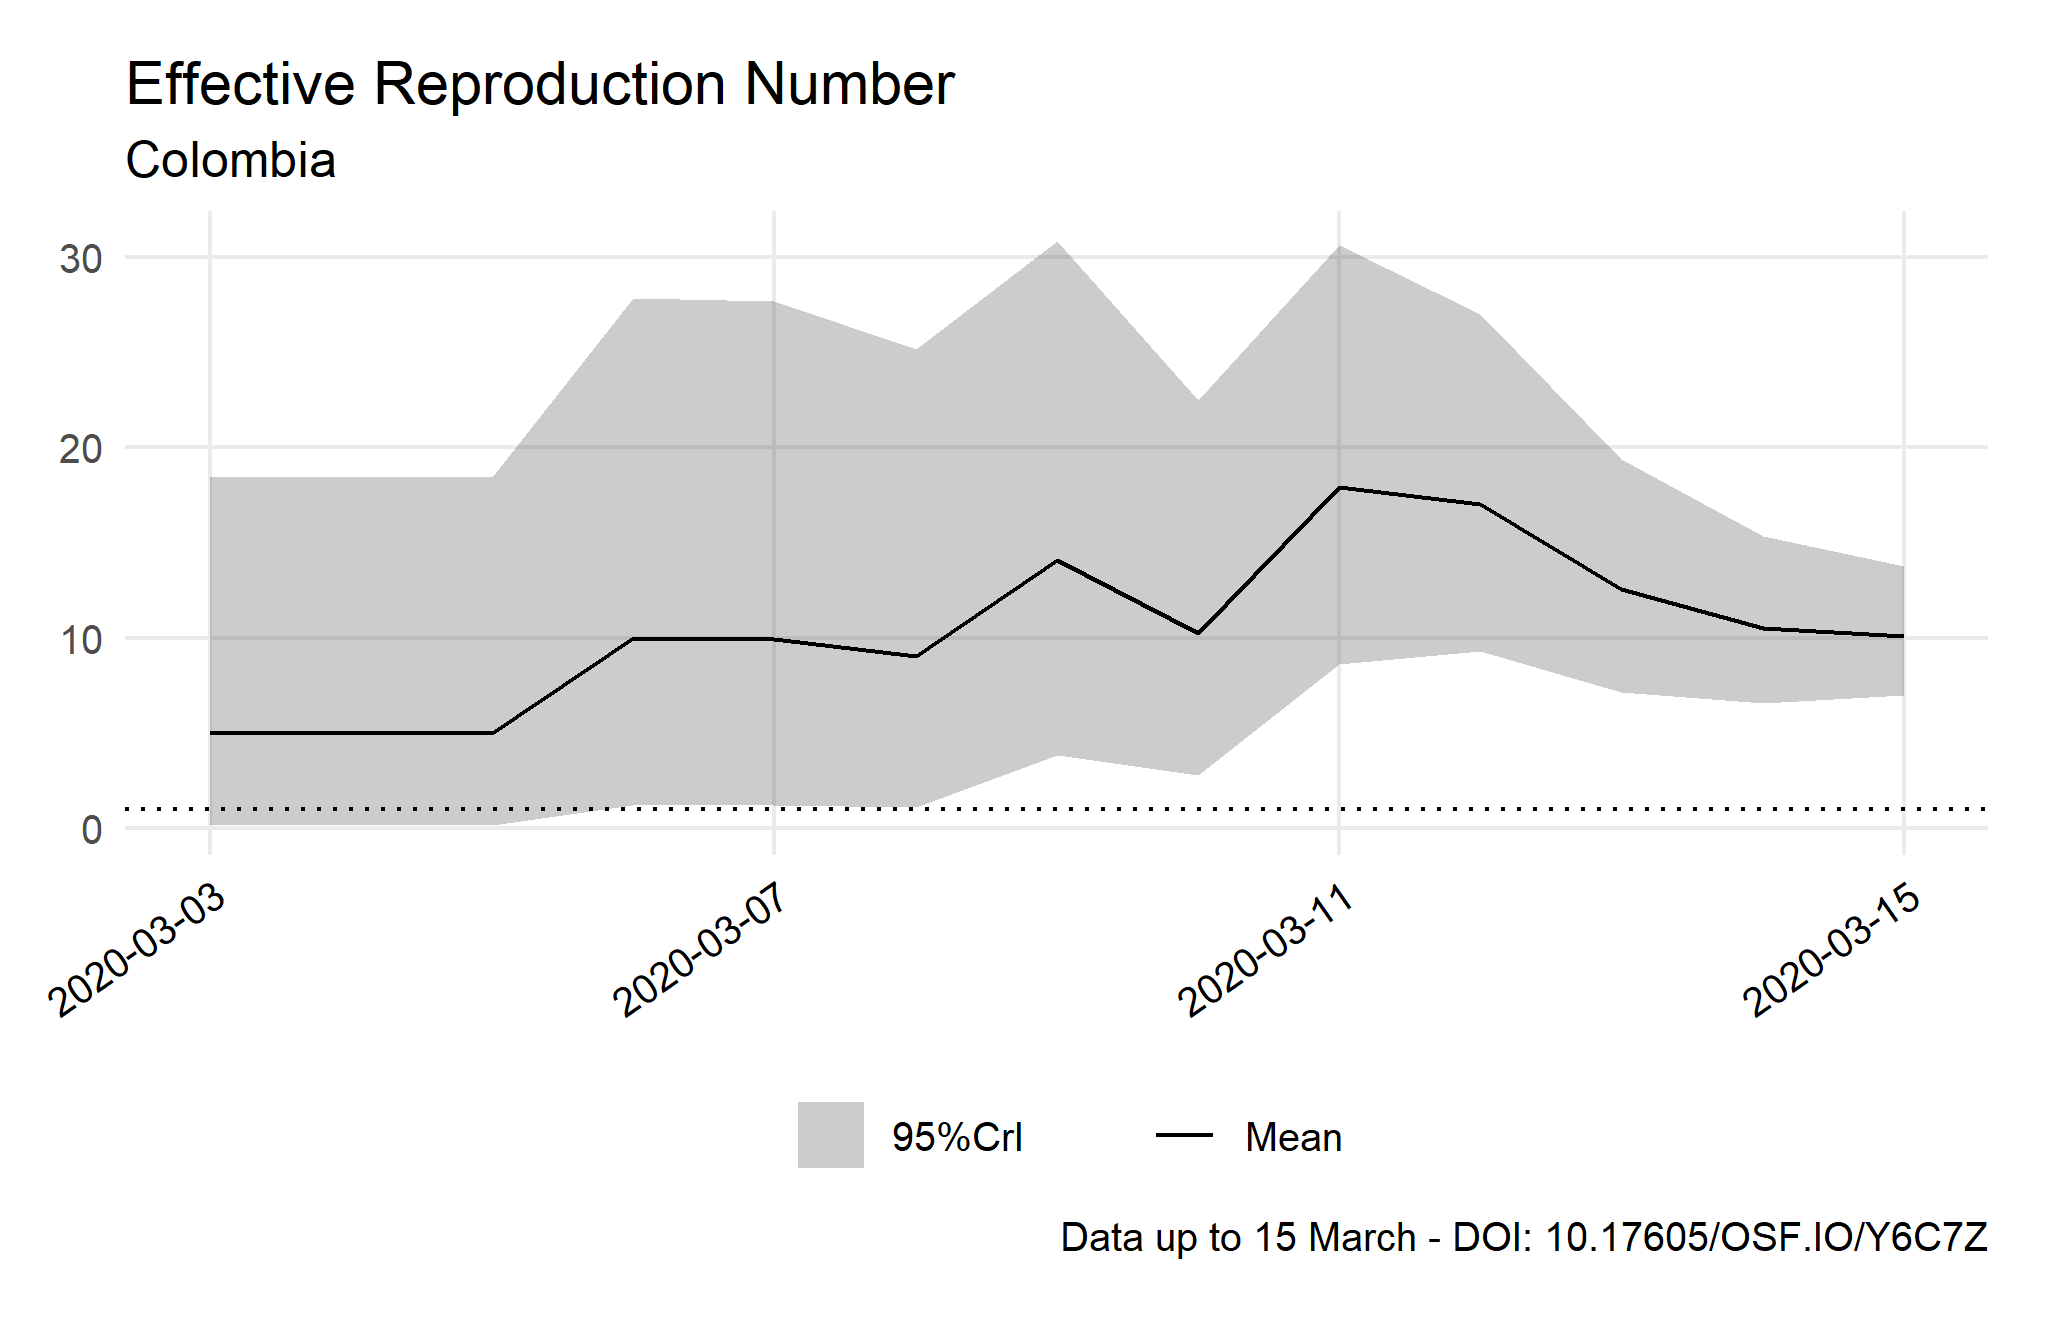 Effective Reproduction Number
Colombia
30
20
10
0
2020-03-03
2020-03-07
2020-03-11
2020-03-15
95%CrI
Mean
Data up to 15 March - DOI: 10.17605/OSF.IO/Y6C7Z